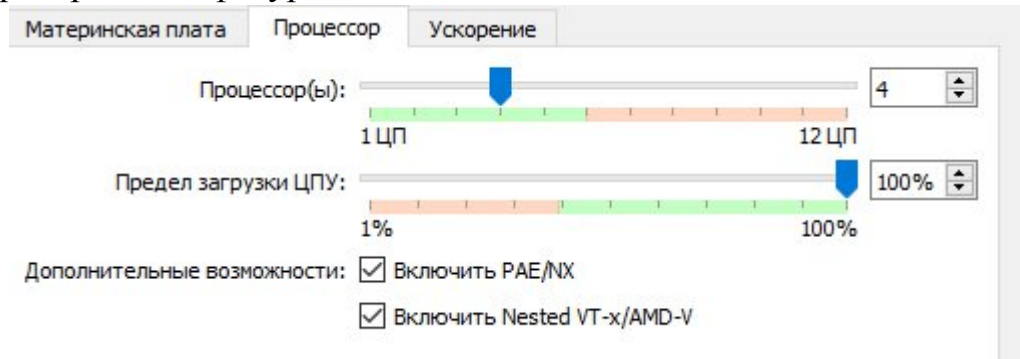 Материнская плата Процессор Ускорение
Процессор(ы): 4
1 ЦП 12 ЦП
Предел загрузки ЦПУ: 100%
1% 100%
Дополнительные возможности: Включить PAE/NX
Включить Nested VT-x/AMD-V